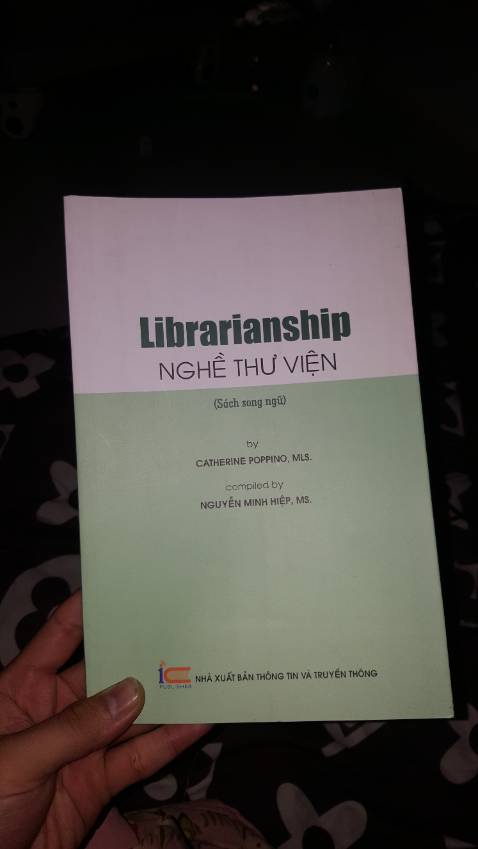 Librarianship
NGHỀ THƯ VIỆN
(Sách song ngữ)
by
CATHERINE POPPINO, MLS.
compiled by
NGUYỄN MINH HIỆP, MS.
PUBLISHER
NHÀ XUẤT BẢN THÔNG TIN VÀ TRUYỀN THÔNG